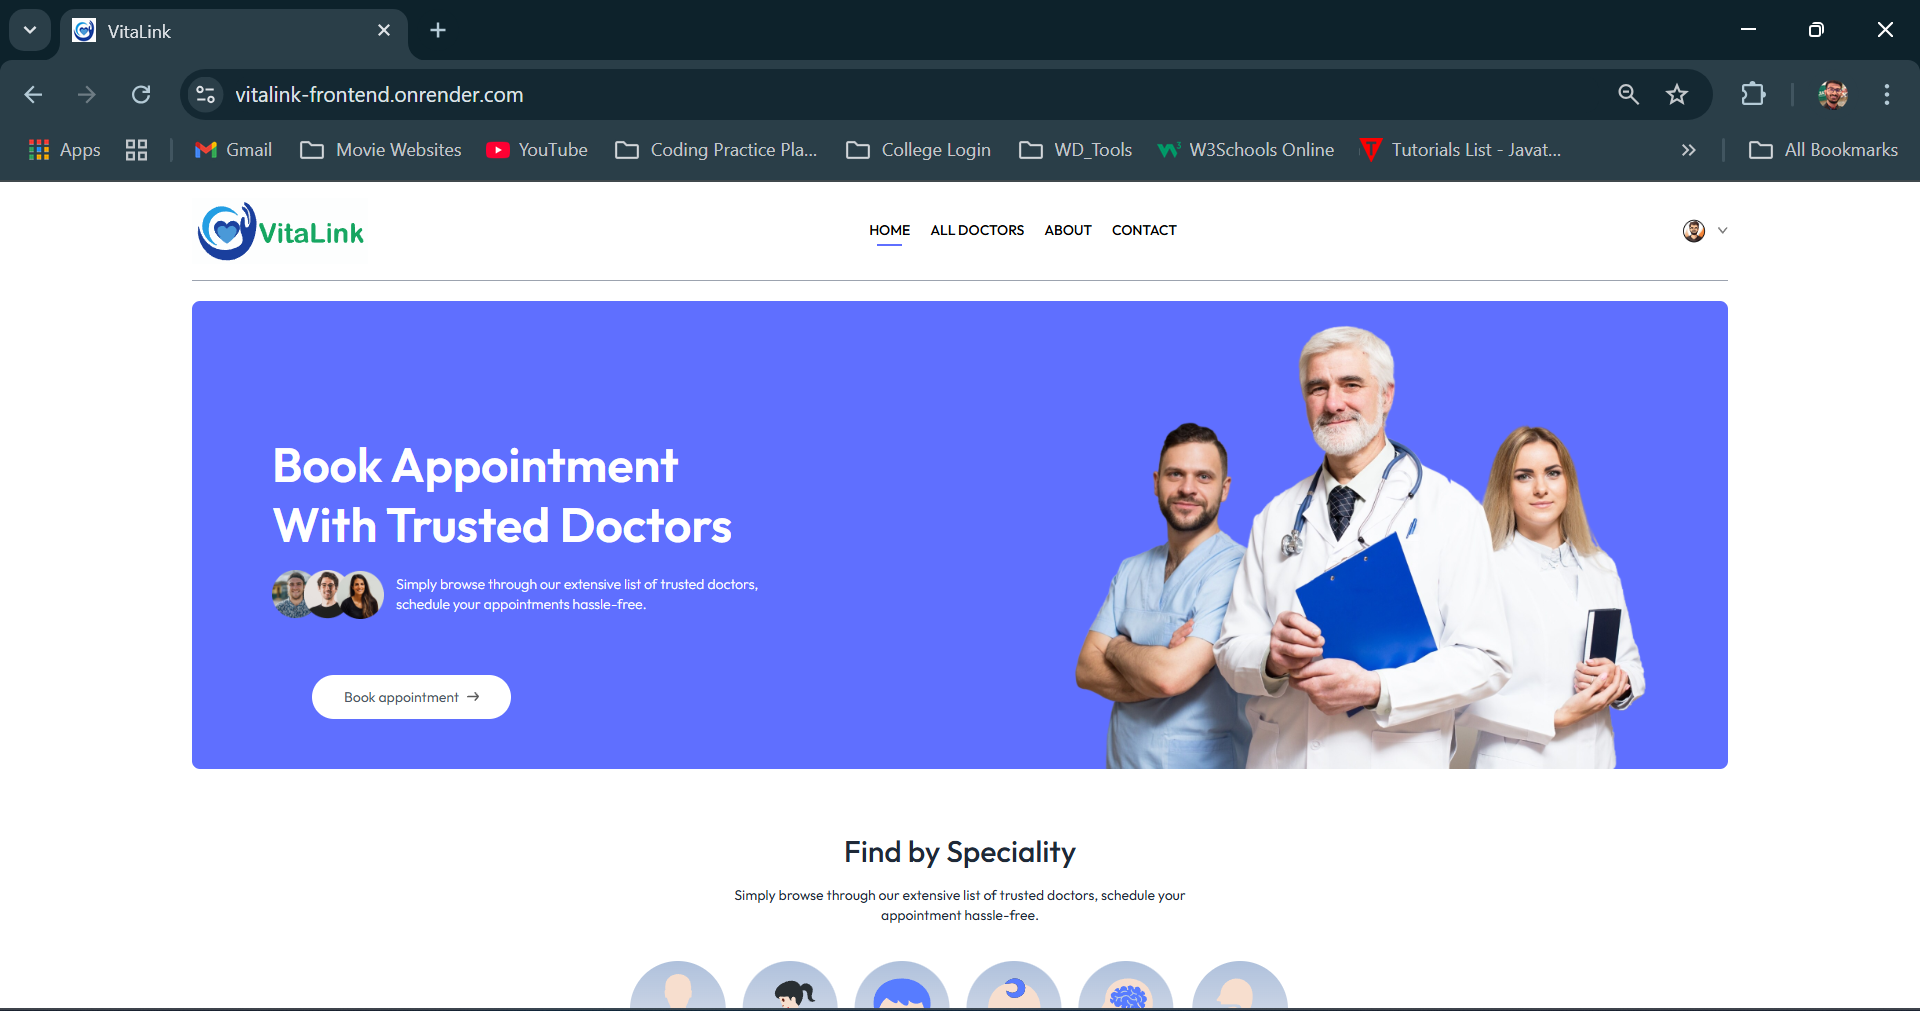 VitaLink
vitalink-frontend.onrender.com
Apps
Gmail
Movie Websites
YouTube
Coding Practice Pla...
College Login
WD_Tools
W3Schools Online
Tutorials List - Javat...
All Bookmarks
VitaLink
HOME
ALL DOCTORS
ABOUT
CONTACT
Book Appointment
With Trusted Doctors
Simply browse through our extensive list of trusted doctors,
schedule your appointments hassle-free.
Book appointment
Find by Speciality
Simply browse through our extensive list of trusted doctors, schedule your
appointment hassle-free.